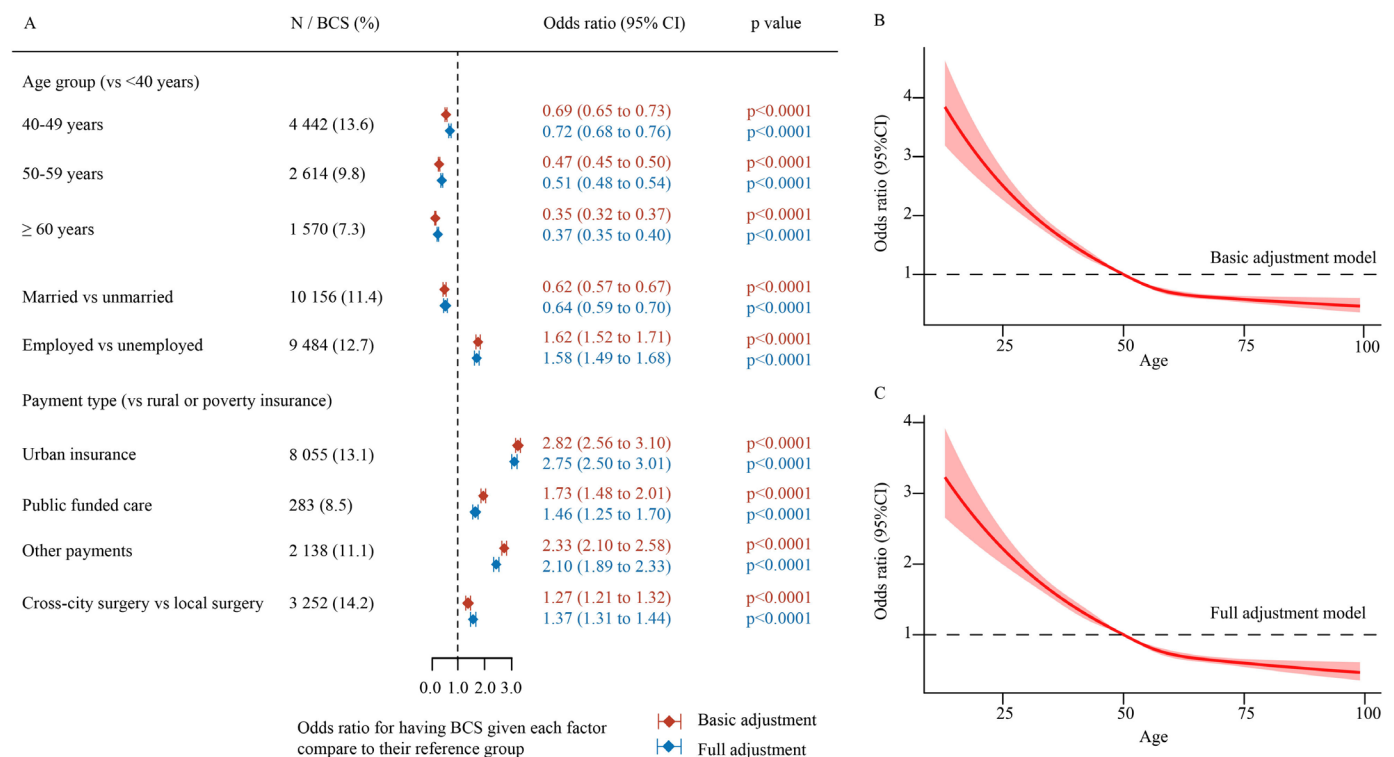 A
N / BCS (%) Odds ratio (95% CI) p value
Age group (vs <40 years)
40-49 years 4 442 (13.6) 0.69 (0.65 to 0.73) p<0.0001
0.72 (0.68 to 0.76) p<0.0001
50-59 years 2 614 (9.8) 0.47 (0.45 to 0.50) p<0.0001
0.51 (0.48 to 0.54) p<0.0001
≥ 60 years 1 570 (7.3) 0.35 (0.32 to 0.37) p<0.0001
0.37 (0.35 to 0.40) p<0.0001
Married vs unmarried 10 156 (11.4) 0.62 (0.57 to 0.67) p<0.0001
0.64 (0.59 to 0.70) p<0.0001
Employed vs unemployed 9 484 (12.7) 1.62 (1.52 to 1.71) p<0.0001
1.58 (1.49 to 1.68) p<0.0001
Payment type (vs rural or poverty insurance)
Urban insurance 8 055 (13.1) 2.82 (2.56 to 3.10) p<0.0001
2.75 (2.50 to 3.01) p<0.0001
Public funded care 283 (8.5) 1.73 (1.48 to 2.01) p<0.0001
1.46 (1.25 to 1.70) p<0.0001
Other payments 2 138 (11.1) 2.33 (2.10 to 2.58) p<0.0001
2.10 (1.89 to 2.33) p<0.0001
Cross-city surgery vs local surgery 3 252 (14.2) 1.27 (1.21 to 1.32) p<0.0001
1.37 (1.31 to 1.44) p<0.0001
0.0 1.0 2.0 3.0
Odds ratio for having BCS given each factor
compare to their reference group
Basic adjustment
Full adjustment
B
Odds ratio (95%CI)
4
3
2
1
Basic adjustment model
25 50 75 100
Age
C
Odds ratio (95%CI)
4
3
2
1
Full adjustment model
25 50 75 100
Age